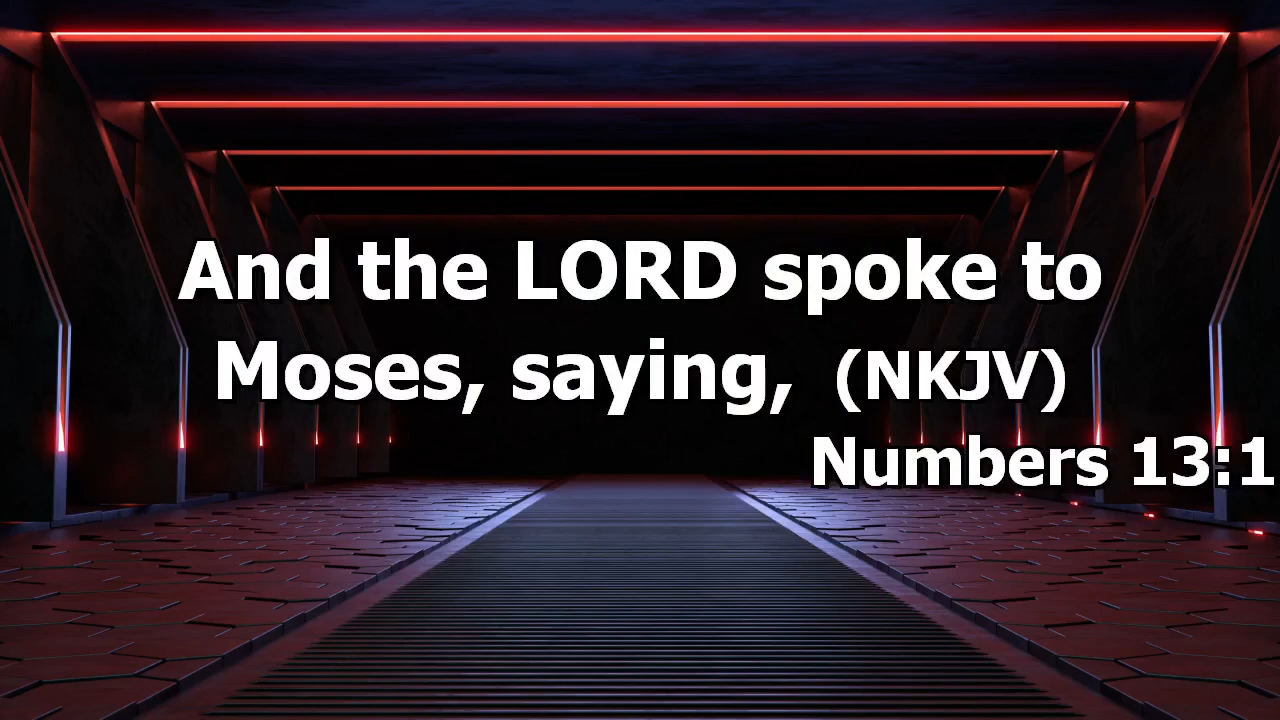 And the LORD spoke to
Moses, saying, (NKJV)
Numbers 13:1